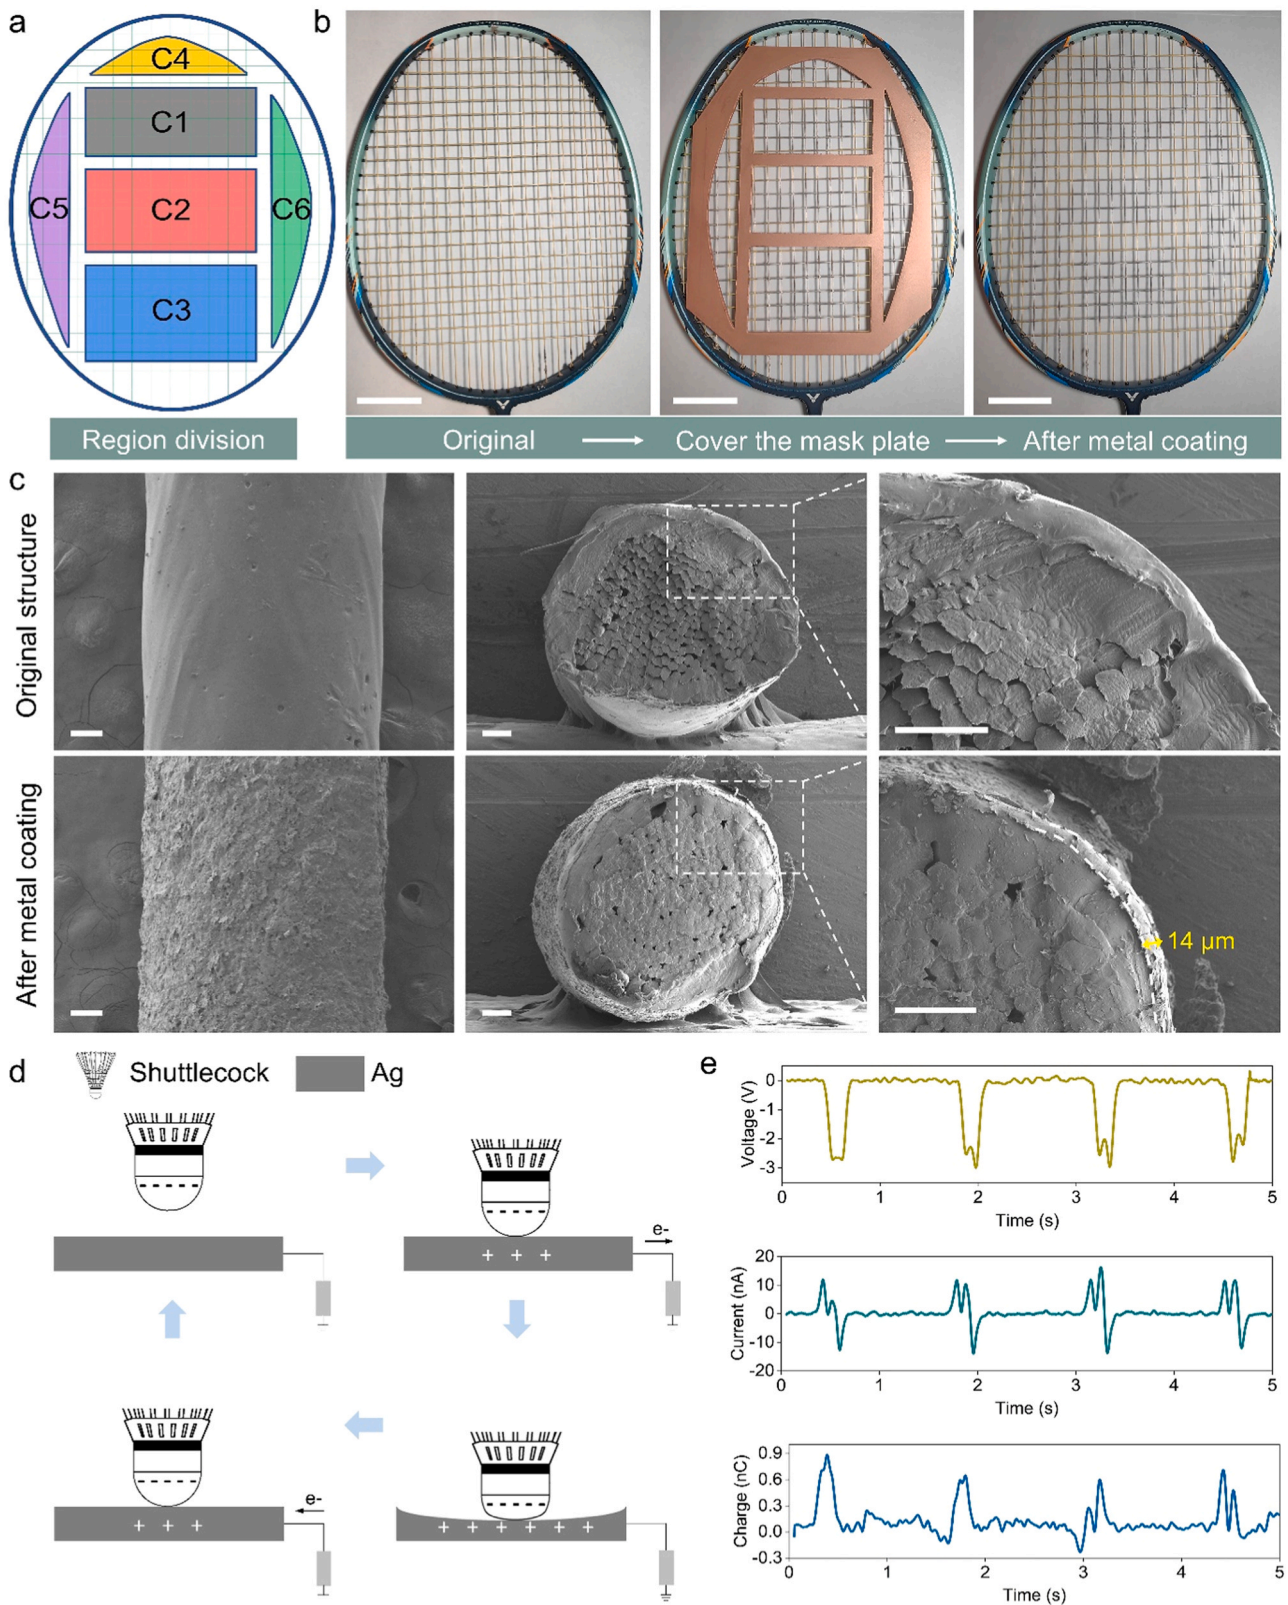 a
C4
C1
C2
C5
C6
C3
Region division
b
Original
Cover the mask plate
After metal coating
c
Original structure
After metal coating
14 μm
d
Shuttlecock
Ag
e-
e-
e
Voltage (V)
0
-1
-2
-3
0 1 2 3 4 5
Time (s)
Current (nA)
20
10
0
-10
-20
0 1 2 3 4 5
Time (s)
Charge (nC)
0.9
0.6
0.3
0.0
-0.3
0 1 2 3 4 5
Time (s)